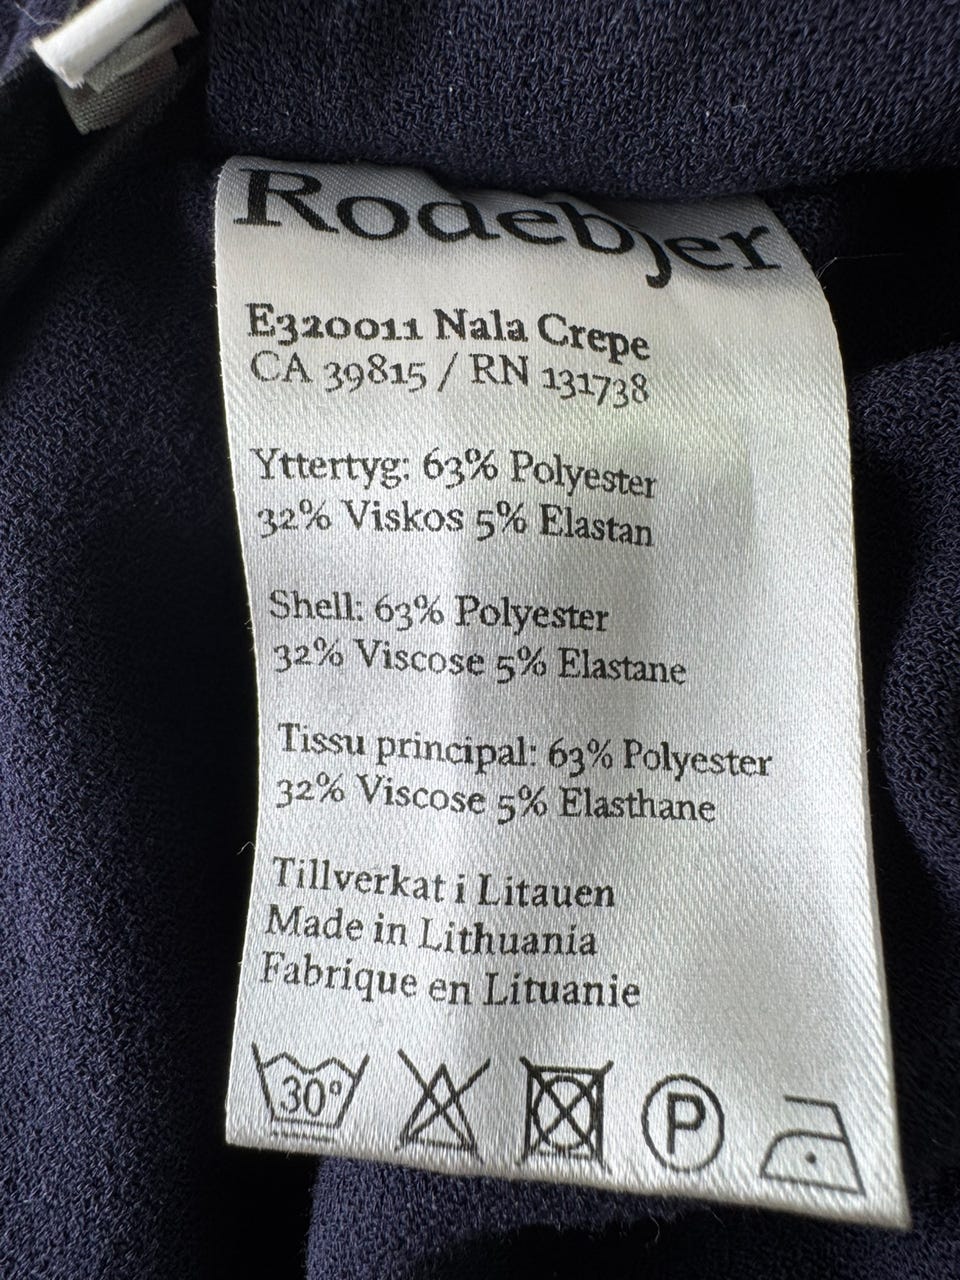 Rodebjer
E320011 Nala Crepe
CA 39815 / RN 131738
Yttertyg: 63% Polyester
32% Viskos 5% Elastan
Shell: 63% Polyester
32% Viscose 5% Elastane
Tissu principal: 63% Polyester
32% Viscose 5% Elasthane
Tillverkat i Litauen
Made in Lithuania
Fabrique en Lituanie
30° P